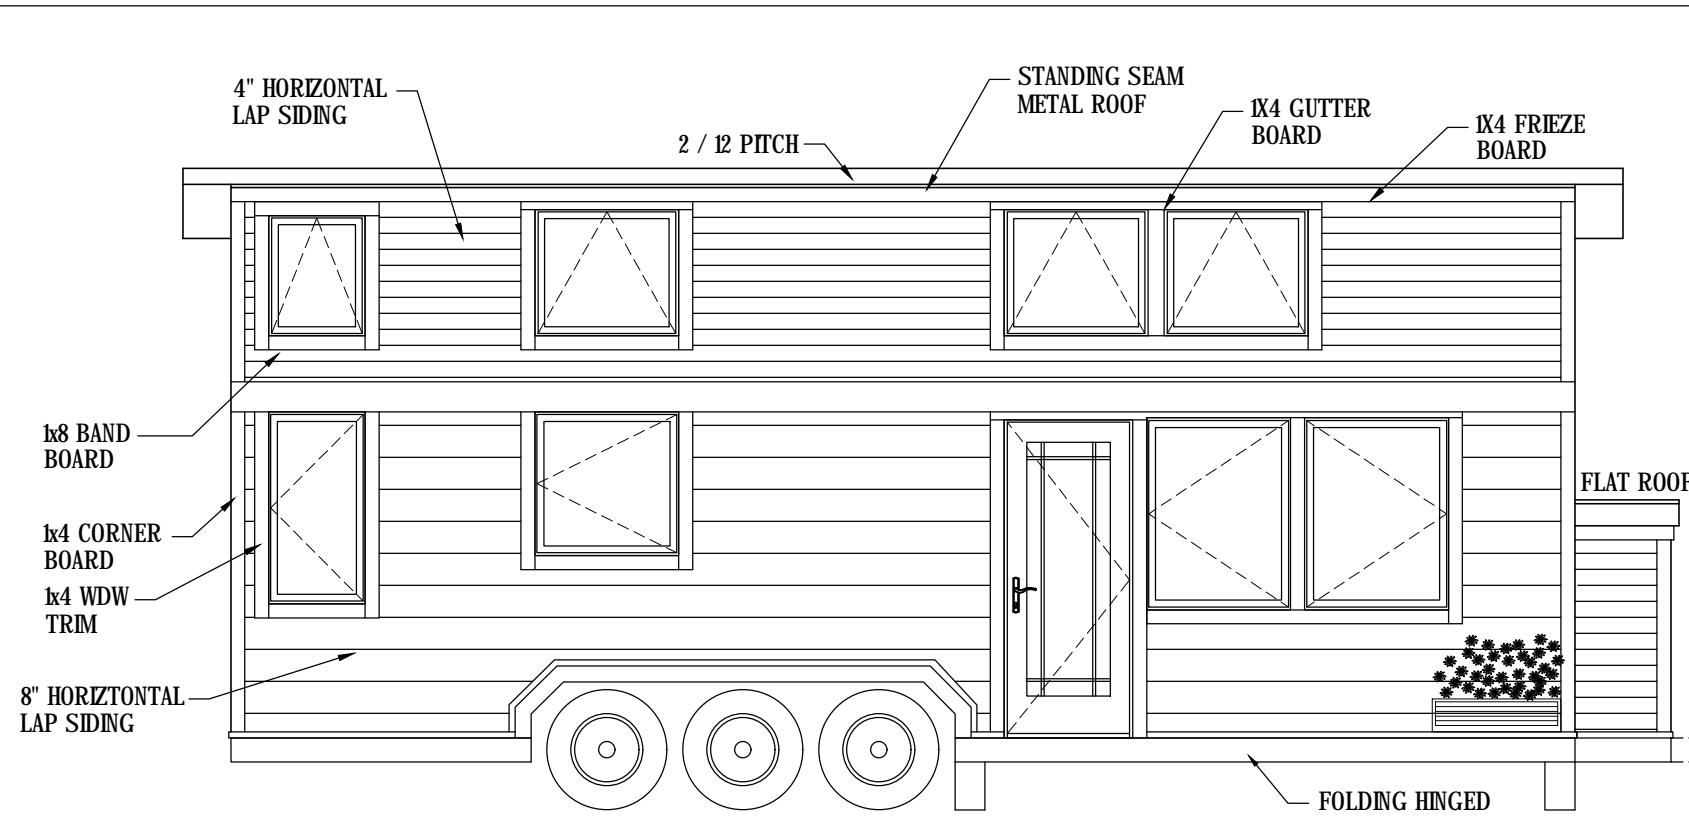 4" HORIZONTAL
LAP SIDING
STANDING SEAM
METAL ROOF
2 / 12 PITCH
1X4 GUTTER
BOARD
1X4 FRIEZE
BOARD
1x8 BAND
BOARD
1x4 CORNER
BOARD
1x4 WDW
TRIM
8" HORIZTONTAL
LAP SIDING
FLAT ROOF
FOLDING HINGED